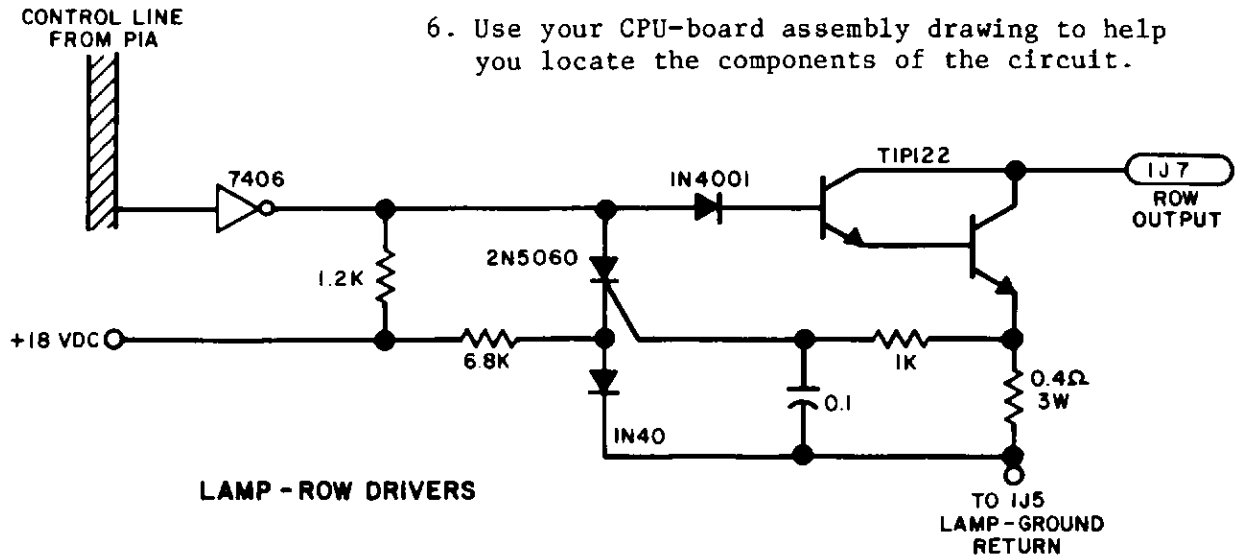 CONTROL LINE
FROM PIA
6. Use your CPU-board assembly drawing to help
you locate the components of the circuit.
7406
1N4001
TIP122
1J7
ROW
OUTPUT
2N5060
1.2K
+18 VDC
6.8K
1K
0.4Ω
3W
0.1
1N40
LAMP-ROW DRIVERS
TO 1J5
LAMP-GROUND
RETURN